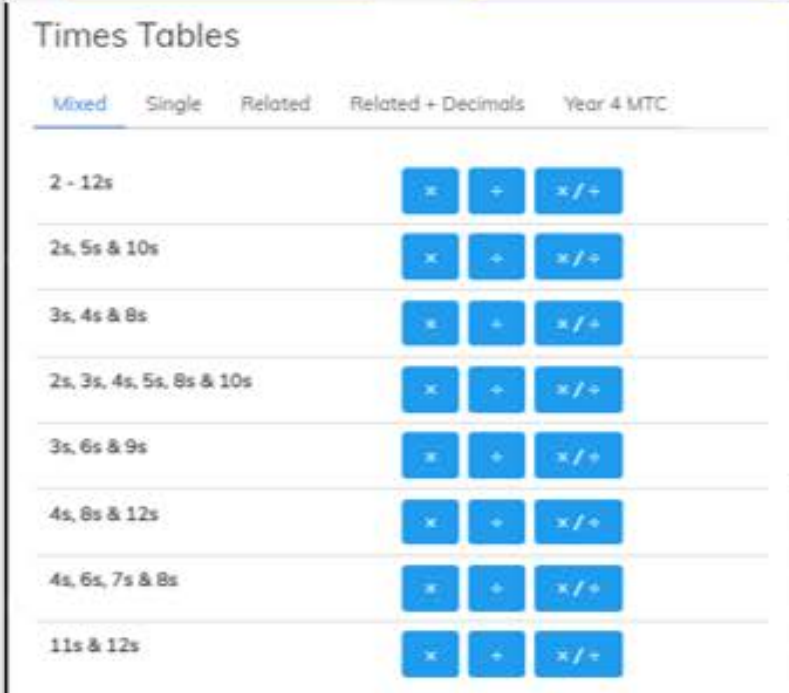 Times Tables
Mixed Single Related Related + Decimals Year 4 MTC
2 - 12s × ÷ ×/÷
2s, 5s & 10s × ÷ ×/÷
3s, 4s & 8s × ÷ ×/÷
2s, 3s, 4s, 5s, 8s & 10s × ÷ ×/÷
3s, 6s & 9s × ÷ ×/÷
4s, 8s & 12s × ÷ ×/÷
4s, 6s, 7s & 8s × ÷ ×/÷
11s & 12s × ÷ ×/÷